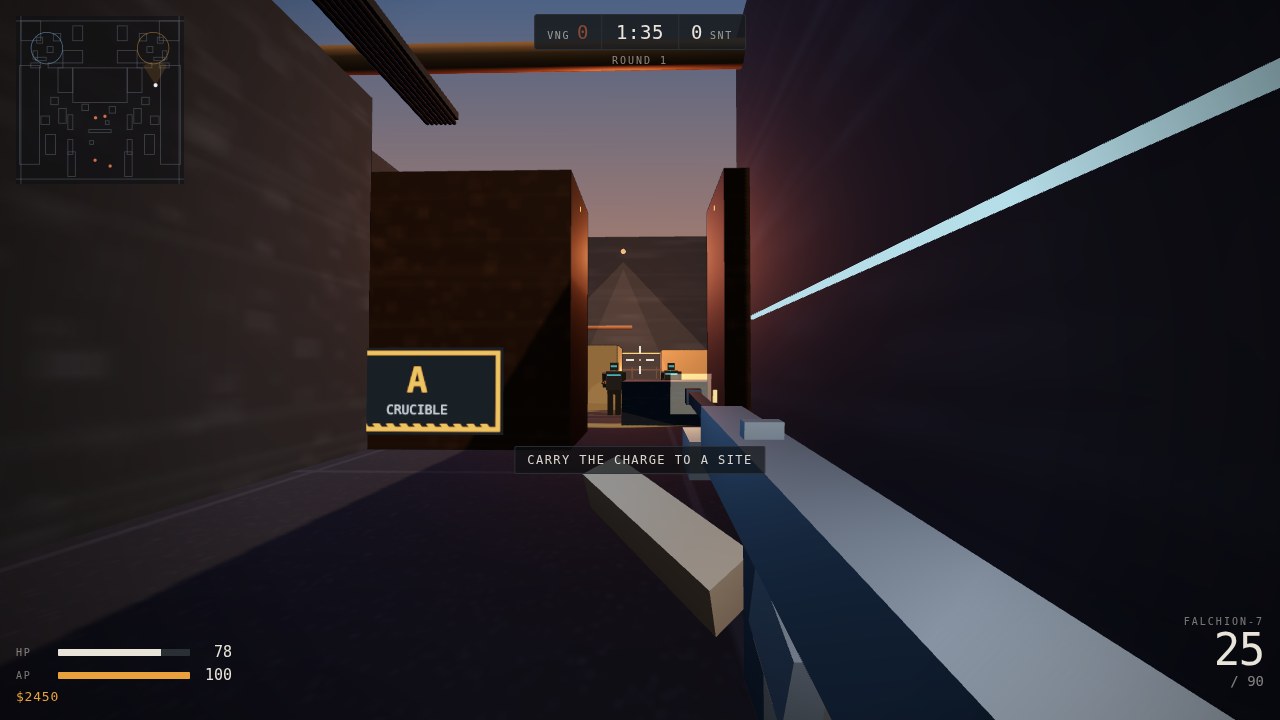 VNG 0 1:35 0 SNT
ROUND 1
A
CRUCIBLE
CARRY THE CHARGE TO A SITE
HP 78
AP 100
$2450
FALCHION-7
25
/ 90